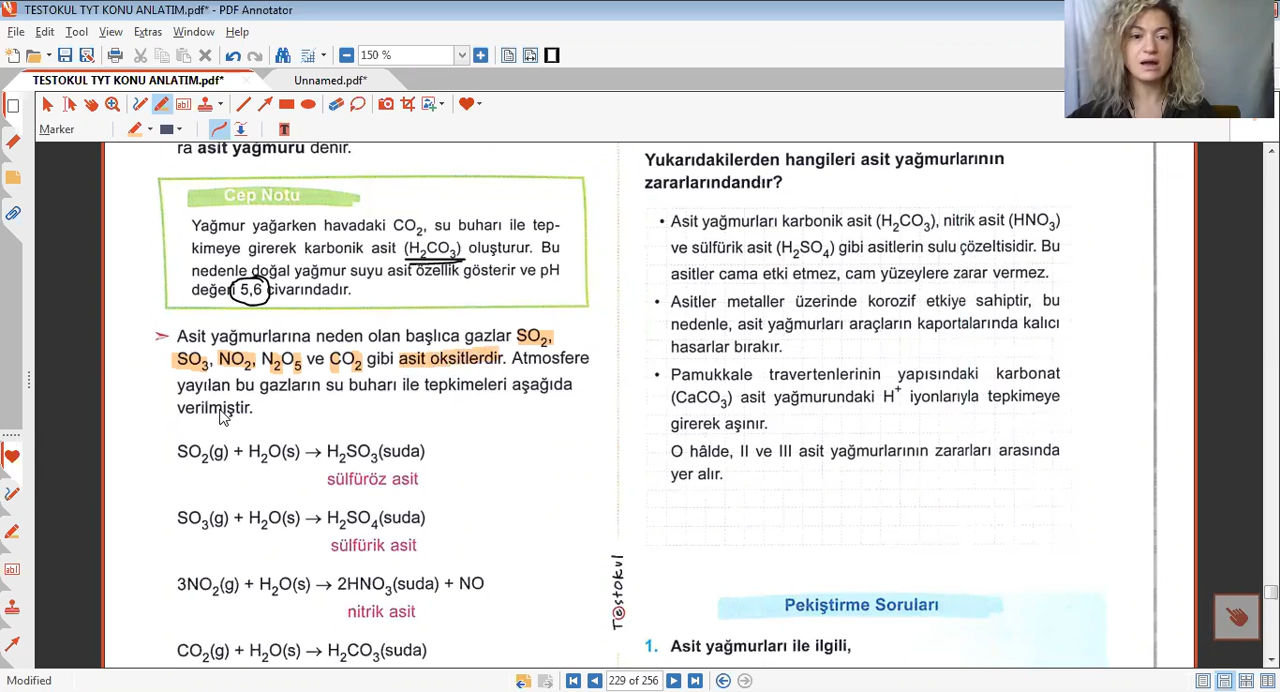 TESTOKUL TYT KONU ANLATIM.pdf* - PDF Annotator
File Edit Tool View Extras Window Help
150 %
TESTOKUL TYT KONU ANLATIM.pdf*
Unnamed.pdf*
Marker
ra asit yağmuru denir.
Cep Notu
Yağmur yağarken havadaki CO₂, su buharı ile tep-
kimeye girerek karbonik asit (H₂CO₃) oluşturur. Bu
nedenle doğal yağmur suyu asit özellik gösterir ve pH
değeri 5,6 civarındadır.
➤ Asit yağmurlarına neden olan başlıca gazlar SO₂,
SO₃, NO₂, N₂O₅ ve CO₂ gibi asit oksitlerdir. Atmosfere
yayılan bu gazların su buharı ile tepkimeleri aşağıda
verilmiştir.
SO₂(g) + H₂O(s) → H₂SO₃(suda)
sülfüröz asit
SO₃(g) + H₂O(s) → H₂SO₄(suda)
sülfürik asit
3NO₂(g) + H₂O(s) → 2HNO₃(suda) + NO
nitrik asit
CO₂(g) + H₂O(s) → H₂CO₃(suda)
Testokul
Yukarıdakilerden hangileri asit yağmurlarının
zararlarındandır?
• Asit yağmurları karbonik asit (H₂CO₃), nitrik asit (HNO₃)
ve sülfürik asit (H₂SO₄) gibi asitlerin sulu çözeltisidir. Bu
asitler cama etki etmez, cam yüzeylere zarar vermez.
• Asitler metaller üzerinde korozif etkiye sahiptir, bu
nedenle, asit yağmurları araçların kaportalarında kalıcı
hasarlar bırakır.
• Pamukkale travertenlerinin yapısındaki karbonat
(CaCO₃) asit yağmurundaki H⁺ iyonlarıyla tepkimeye
girerek aşınır.
O hâlde, II ve III asit yağmurlarının zararları arasında
yer alır.
Pekiştirme Soruları
1. Asit yağmurları ile ilgili,
Modified
229 of 256